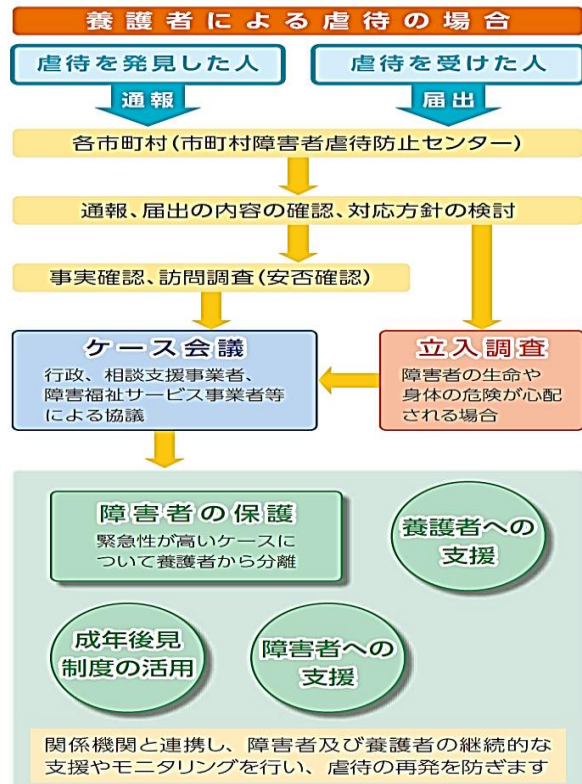 養護者による虐待の場合
虐待を発見した人
虐待を受けた人
通報
届出
各市町村(市町村障害者虐待防止センター)
通報、届出の内容の確認、対応方針の検討
事実確認、訪問調査(安否確認)
ケース会議
行政、相談支援事業者、
障害福祉サービス事業者等
による協議
立入調査
障害者の生命や
身体の危険が心配
される場合
障害者の保護
緊急性が高いケースに
ついて養護者から分離
養護者への
支援
成年後見
制度の活用
障害者への
支援
関係機関と連携し、障害者及び養護者の継続的な
支援やモニタリングを行い、虐待の再発を防ぎます